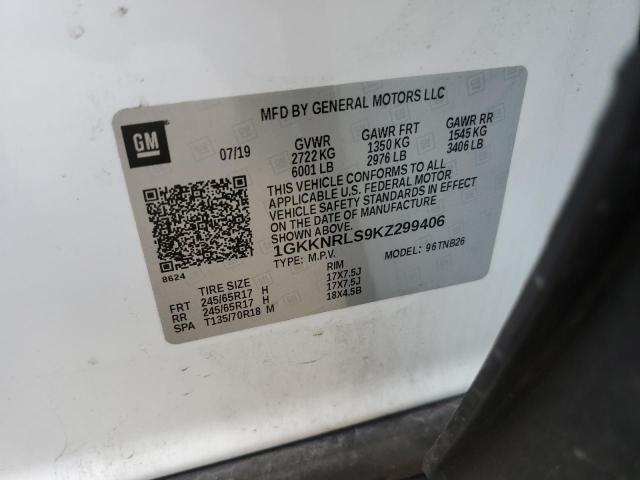 MFD BY GENERAL MOTORS LLC
GM
07/19 GVWR GAWR FRT GAWR RR
2722 KG 1350 KG 1545 KG
6001 LB 2976 LB 3406 LB
THIS VEHICLE CONFORMS TO ALL
APPLICABLE U.S. FEDERAL MOTOR
VEHICLE SAFETY STANDARDS IN EFFECT
ON THE DATE OF MANUFACTURE
SHOWN ABOVE.
1GKKNRLS9KZ299406
TYPE: M.P.V. MODEL: 96TNB26
8624
TIRE SIZE RIM
FRT 245/65R17 H 17X7.5J
RR 245/65R17 H 17X7.5J
SPA T135/70R18 M 18X4.5B